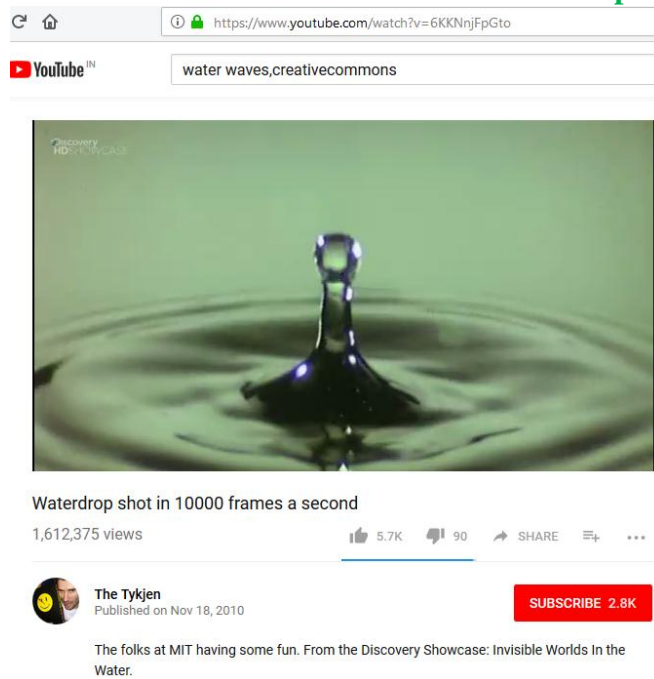 https://www.youtube.com/watch?v=6KKNnjFpGto
YouTube IN
water waves,creativecommons
Discovery
HD SHOWCASE
Waterdrop shot in 10000 frames a second
1,612,375 views
5.7K 90 SHARE
The Tykjen
Published on Nov 18, 2010
SUBSCRIBE 2.8K
The folks at MIT having some fun. From the Discovery Showcase: Invisible Worlds In the
Water.